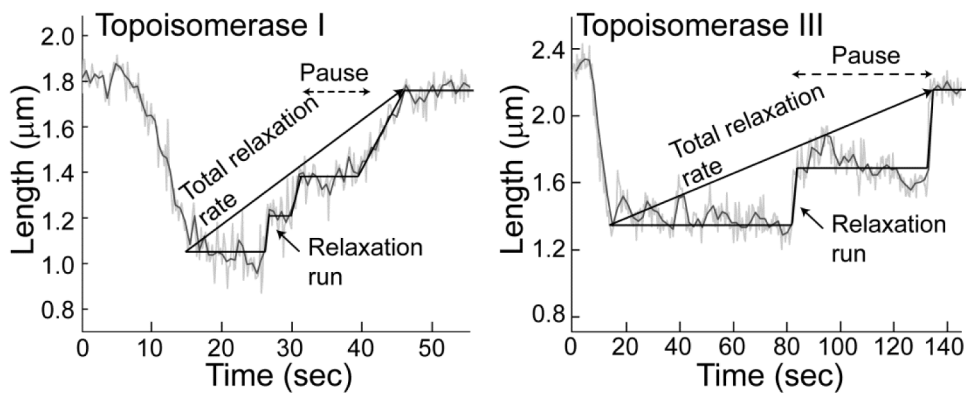 Topoisomerase I
Length (μm)
2.0
1.8
1.6
1.4
1.2
1.0
0.8
Pause
Total relaxation
rate
Relaxation
run
0
10
20
30
40
50
Time (sec)
Topoisomerase III
Length (μm)
2.4
2.0
1.6
1.2
0.8
Pause
Total relaxation
rate
Relaxation
run
0
20
40
60
80
100
120
140
Time (sec)